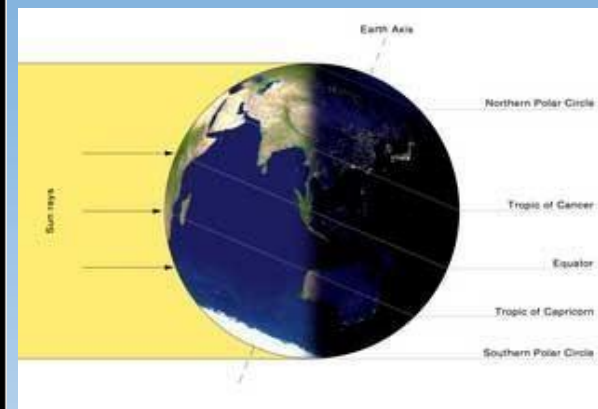 Earth Axis
Northern Polar Circle
Sun rays
Tropic of Cancer
Equator
Tropic of Capricorn
Southern Polar Circle